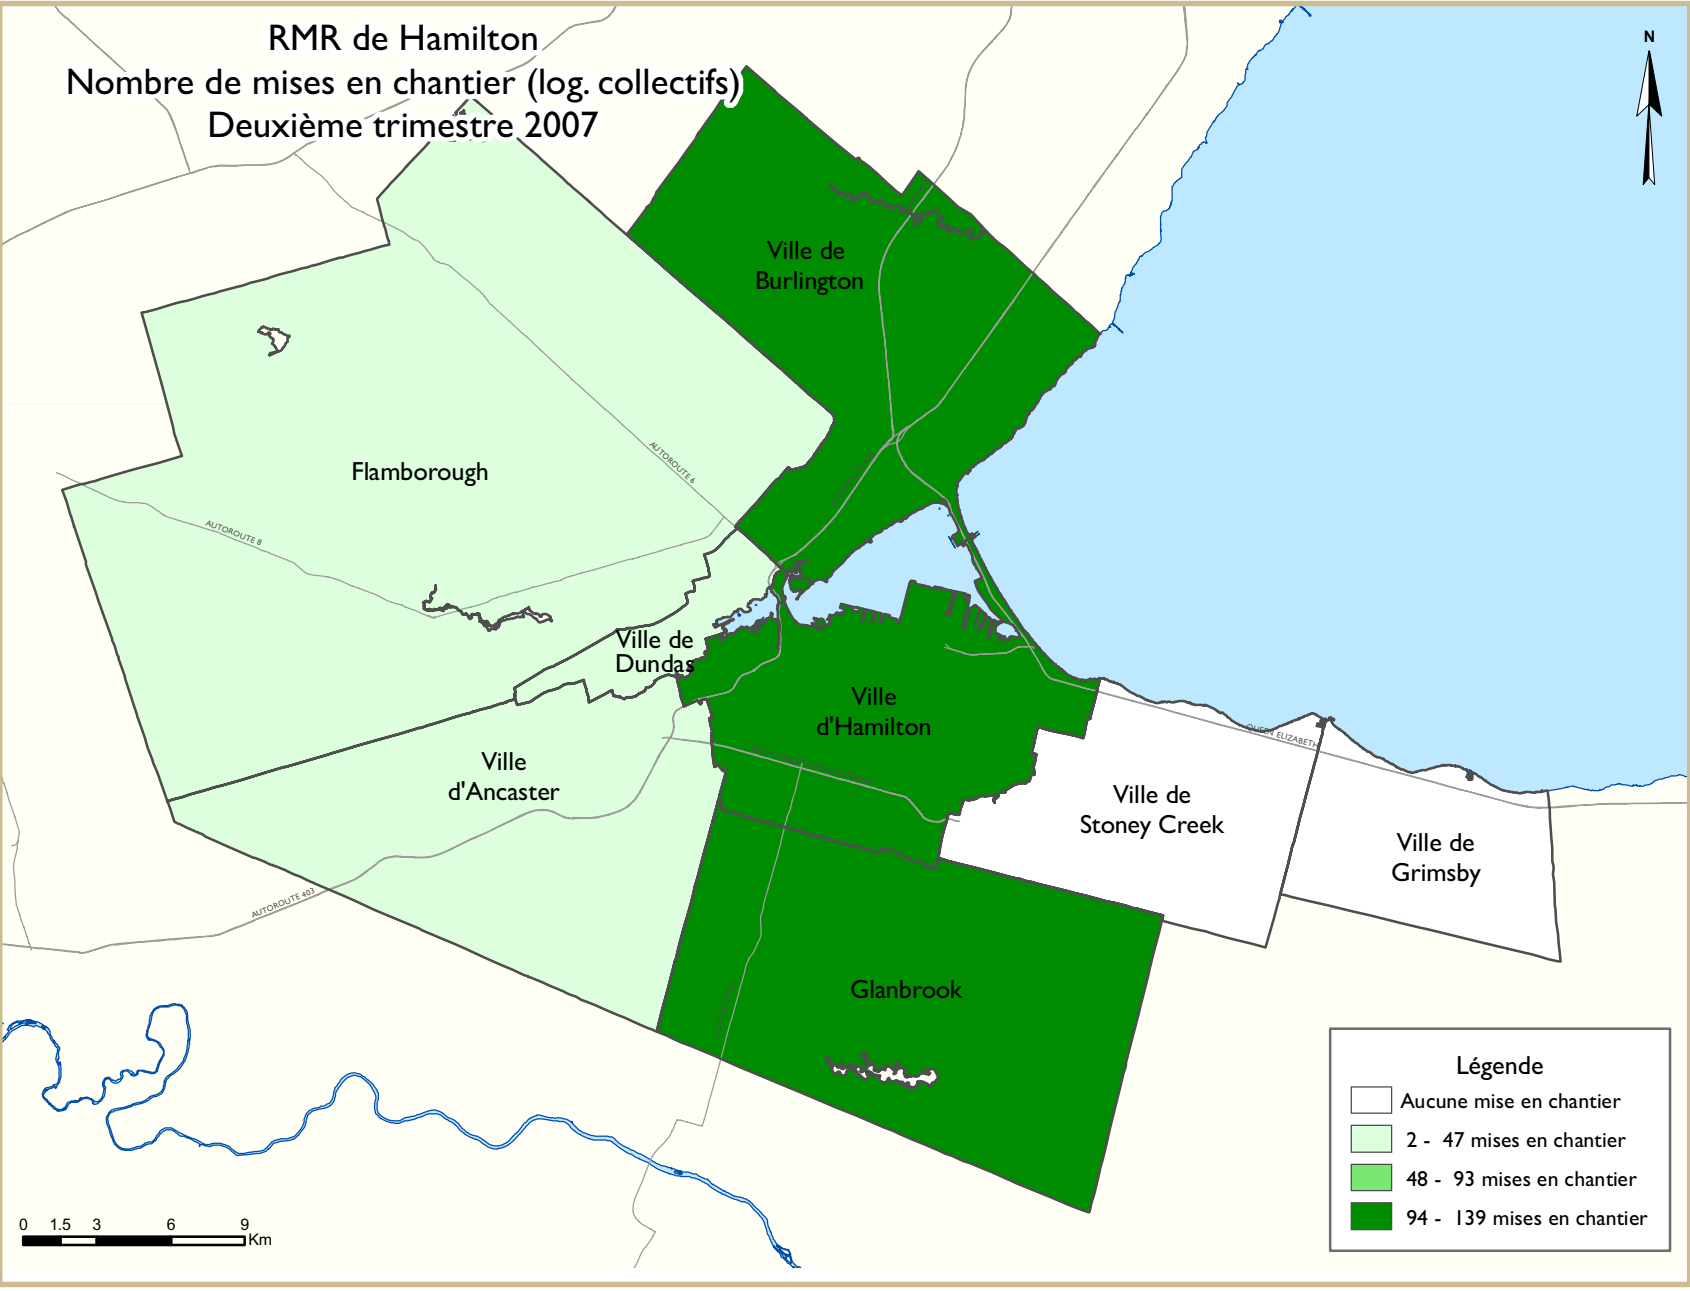 RMR de Hamilton
Nombre de mises en chantier (log. collectifs)
Deuxième trimestre 2007
N
Ville de
Burlington
Flamborough
AUTOROUTE 6
AUTOROUTE 8
Ville de
Dundas
Ville
d'Hamilton
Ville
d'Ancaster
QUEEN ELIZABETH
Ville de
Stoney Creek
Ville de
Grimsby
AUTOROUTE 403
Glanbrook
Légende
Aucune mise en chantier
2 - 47 mises en chantier
48 - 93 mises en chantier
94 - 139 mises en chantier
0 1.5 3 6 9
Km